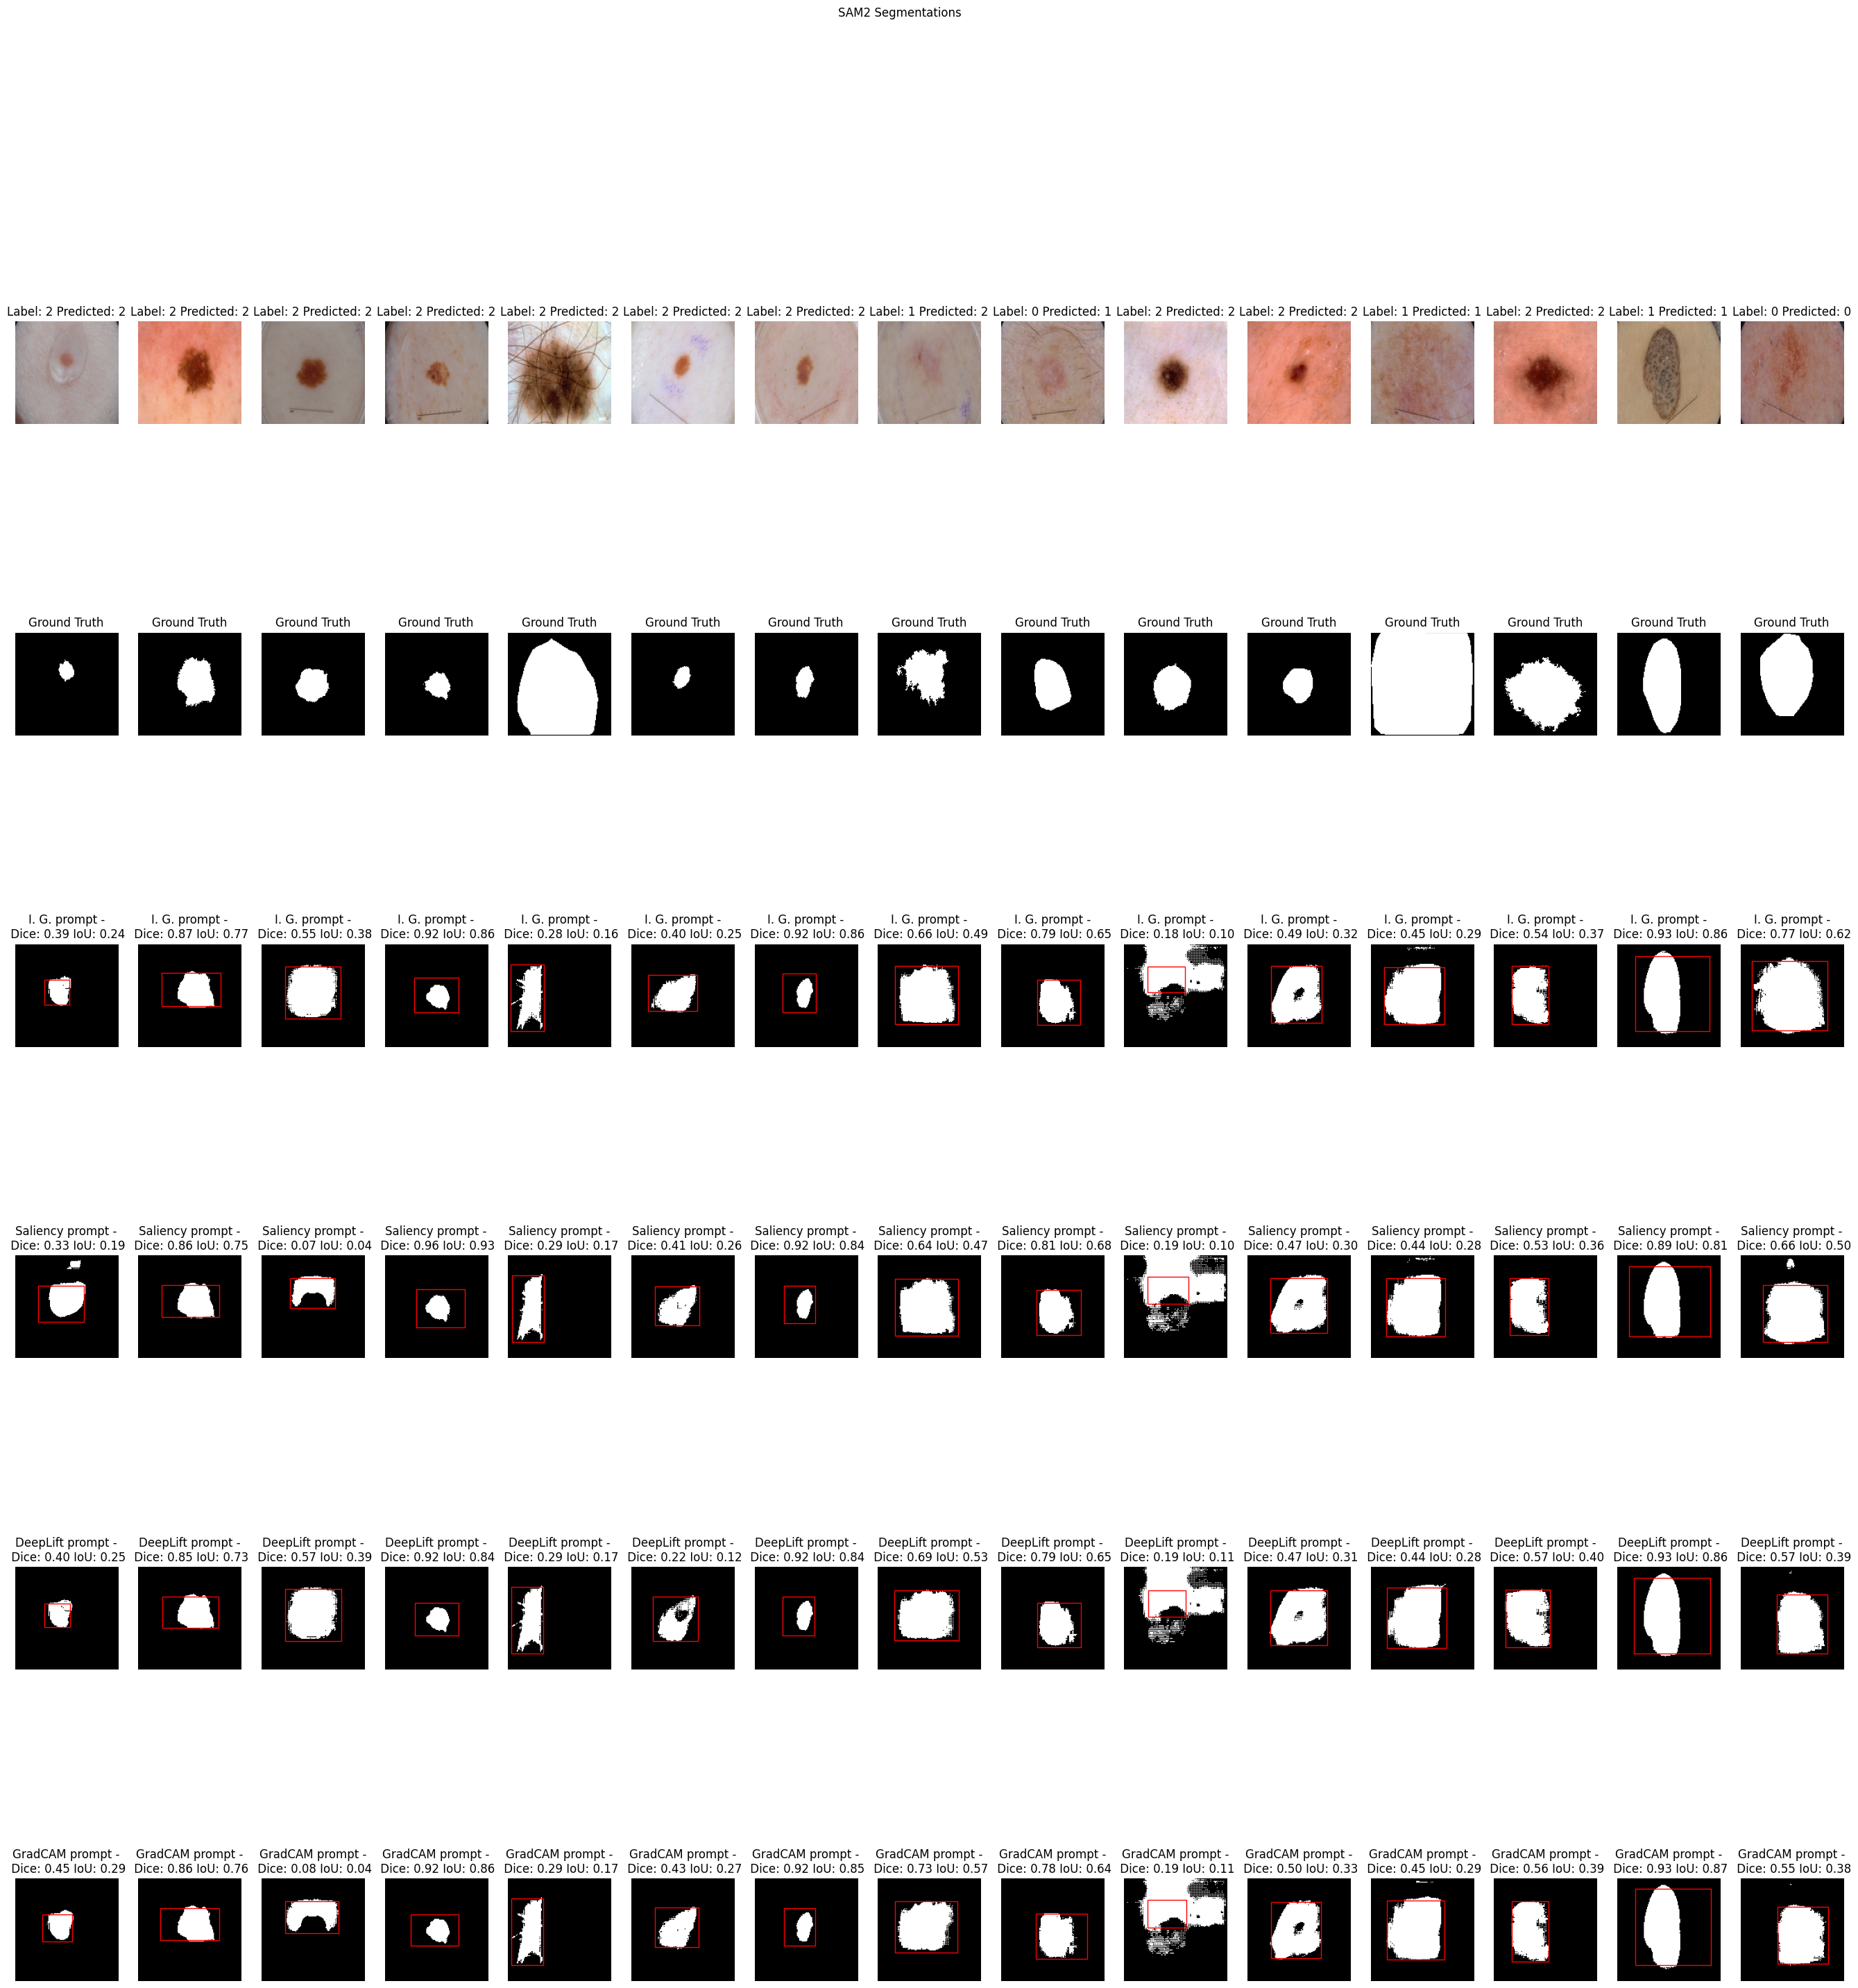 SAM2 Segmentations
Label: 2 Predicted: 2 Label: 2 Predicted: 2 Label: 2 Predicted: 2 Label: 2 Predicted: 2 Label: 2 Predicted: 2 Label: 2 Predicted: 2 Label: 2 Predicted: 2 Label: 1 Predicted: 2 Label: 0 Predicted: 1 Label: 2 Predicted: 2 Label: 2 Predicted: 2 Label: 1 Predicted: 1 Label: 2 Predicted: 2 Label: 1 Predicted: 1 Label: 0 Predicted: 0
Ground Truth Ground Truth Ground Truth Ground Truth Ground Truth Ground Truth Ground Truth Ground Truth Ground Truth Ground Truth Ground Truth Ground Truth Ground Truth Ground Truth Ground Truth
I. G. prompt - I. G. prompt - I. G. prompt - I. G. prompt - I. G. prompt - I. G. prompt - I. G. prompt - I. G. prompt - I. G. prompt - I. G. prompt - I. G. prompt - I. G. prompt - I. G. prompt - I. G. prompt - I. G. prompt -
Dice: 0.39 IoU: 0.24 Dice: 0.87 IoU: 0.77 Dice: 0.55 IoU: 0.38 Dice: 0.92 IoU: 0.86 Dice: 0.28 IoU: 0.16 Dice: 0.40 IoU: 0.25 Dice: 0.92 IoU: 0.86 Dice: 0.66 IoU: 0.49 Dice: 0.79 IoU: 0.65 Dice: 0.18 IoU: 0.10 Dice: 0.49 IoU: 0.32 Dice: 0.45 IoU: 0.29 Dice: 0.54 IoU: 0.37 Dice: 0.93 IoU: 0.86 Dice: 0.77 IoU: 0.62
Saliency prompt - Saliency prompt - Saliency prompt - Saliency prompt - Saliency prompt - Saliency prompt - Saliency prompt - Saliency prompt - Saliency prompt - Saliency prompt - Saliency prompt - Saliency prompt - Saliency prompt - Saliency prompt - Saliency prompt -
Dice: 0.33 IoU: 0.19 Dice: 0.86 IoU: 0.75 Dice: 0.07 IoU: 0.04 Dice: 0.96 IoU: 0.93 Dice: 0.29 IoU: 0.17 Dice: 0.41 IoU: 0.26 Dice: 0.92 IoU: 0.84 Dice: 0.64 IoU: 0.47 Dice: 0.81 IoU: 0.68 Dice: 0.19 IoU: 0.10 Dice: 0.47 IoU: 0.30 Dice: 0.44 IoU: 0.28 Dice: 0.53 IoU: 0.36 Dice: 0.89 IoU: 0.81 Dice: 0.66 IoU: 0.50
DeepLift prompt - DeepLift prompt - DeepLift prompt - DeepLift prompt - DeepLift prompt - DeepLift prompt - DeepLift prompt - DeepLift prompt - DeepLift prompt - DeepLift prompt - DeepLift prompt - DeepLift prompt - DeepLift prompt - DeepLift prompt - DeepLift prompt -
Dice: 0.40 IoU: 0.25 Dice: 0.85 IoU: 0.73 Dice: 0.57 IoU: 0.39 Dice: 0.92 IoU: 0.84 Dice: 0.29 IoU: 0.17 Dice: 0.22 IoU: 0.12 Dice: 0.92 IoU: 0.84 Dice: 0.69 IoU: 0.53 Dice: 0.79 IoU: 0.65 Dice: 0.19 IoU: 0.11 Dice: 0.47 IoU: 0.31 Dice: 0.44 IoU: 0.28 Dice: 0.57 IoU: 0.40 Dice: 0.93 IoU: 0.86 Dice: 0.57 IoU: 0.39
GradCAM prompt - GradCAM prompt - GradCAM prompt - GradCAM prompt - GradCAM prompt - GradCAM prompt - GradCAM prompt - GradCAM prompt - GradCAM prompt - GradCAM prompt - GradCAM prompt - GradCAM prompt - GradCAM prompt - GradCAM prompt - GradCAM prompt -
Dice: 0.45 IoU: 0.29 Dice: 0.86 IoU: 0.76 Dice: 0.08 IoU: 0.04 Dice: 0.92 IoU: 0.86 Dice: 0.29 IoU: 0.17 Dice: 0.43 IoU: 0.27 Dice: 0.92 IoU: 0.85 Dice: 0.73 IoU: 0.57 Dice: 0.78 IoU: 0.64 Dice: 0.19 IoU: 0.11 Dice: 0.50 IoU: 0.33 Dice: 0.45 IoU: 0.29 Dice: 0.56 IoU: 0.39 Dice: 0.93 IoU: 0.87 Dice: 0.55 IoU: 0.38